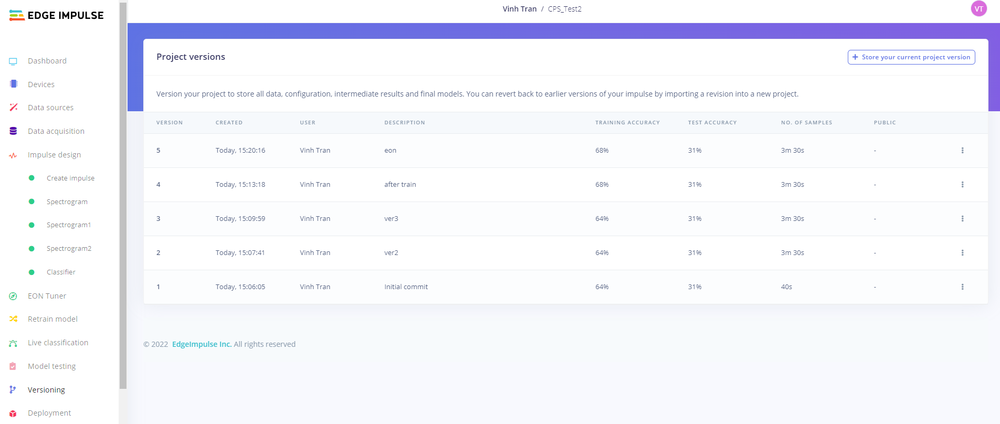 EDGE IMPULSE
Vinh Tran / CPS_Test2
VT
Dashboard
Devices
Data sources
Data acquisition
Impulse design
Create impulse
Spectrogram
Spectrogram1
Spectrogram2
Classifier
EON Tuner
Retrain model
Live classification
Model testing
Versioning
Deployment
Project versions
+ Store your current project version
Version your project to store all data, configuration, intermediate results and final models. You can revert back to earlier versions of your impulse by importing a revision into a new project.
VERSION CREATED USER DESCRIPTION TRAINING ACCURACY TEST ACCURACY NO. OF SAMPLES PUBLIC
5 Today, 15:20:16 Vinh Tran eon 68% 31% 3m 30s -
4 Today, 15:13:18 Vinh Tran after train 68% 31% 3m 30s -
3 Today, 15:09:59 Vinh Tran ver3 64% 31% 3m 30s -
2 Today, 15:07:41 Vinh Tran ver2 64% 31% 3m 30s -
1 Today, 15:06:05 Vinh Tran Initial commit 64% 31% 40s -
© 2022 EdgeImpulse Inc. All rights reserved